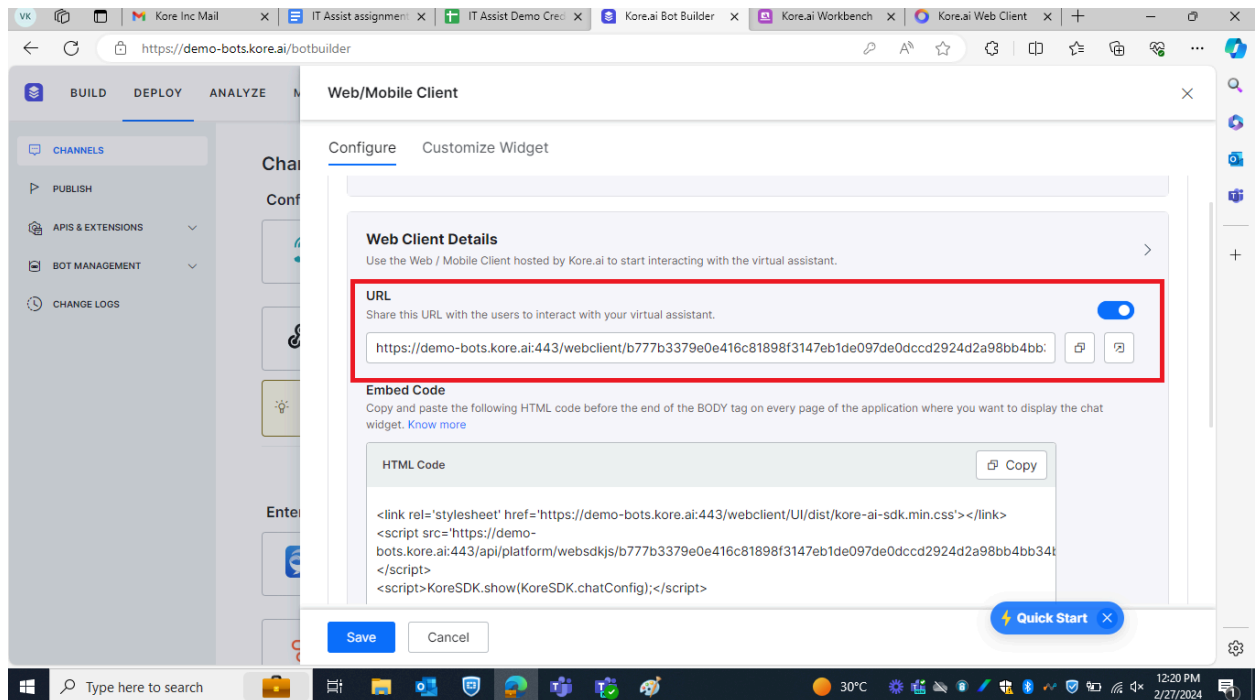 VK
Kore Inc Mail
IT Assist assignment
IT Assist Demo Cred
Kore.ai Bot Builder
Kore.ai Workbench
Kore.ai Web Client
https://demo-bots.kore.ai/botbuilder
BUILD DEPLOY ANALYZE
Web/Mobile Client
CHANNELS
PUBLISH
APIS & EXTENSIONS
BOT MANAGEMENT
CHANGE LOGS
Chan
Conf
Enter
Configure Customize Widget
Web Client Details
Use the Web / Mobile Client hosted by Kore.ai to start interacting with the virtual assistant.
URL
Share this URL with the users to interact with your virtual assistant.
https://demo-bots.kore.ai:443/webclient/b777b3379e0e416c81898f3147eb1de097de0dccd2924d2a98bb4bb3
Embed Code
Copy and paste the following HTML code before the end of the BODY tag on every page of the application where you want to display the chat
widget. Know more
HTML Code
Copy
<link rel='stylesheet' href='https://demo-bots.kore.ai:443/webclient/UI/dist/kore-ai-sdk.min.css'></link>
<script src='https://demo-
bots.kore.ai:443/api/platform/websdkjs/b777b3379e0e416c81898f3147eb1de097de0dccd2924d2a98bb4bb34b
</script>
<script>KoreSDK.show(KoreSDK.chatConfig);</script>
Quick Start
Save Cancel
Type here to search
30°C
12:20 PM
2/27/2024